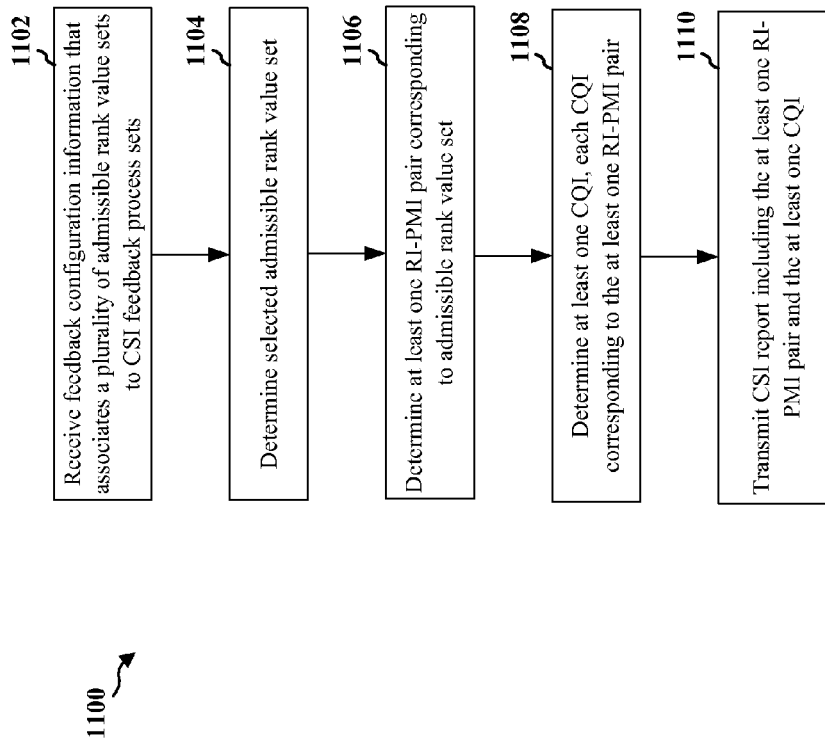 1100
1102
Receive feedback configuration information that
associates a plurality of admissible rank value sets
to CSI feedback process sets
1104
Determine selected admissible rank value set
1106
Determine at least one RI-PMI pair corresponding
to admissible rank value set
1108
Determine at least one CQI, each CQI
corresponding to the at least one RI-PMI pair
1110
Transmit CSI report including the at least one RI-
PMI pair and the at least one CQI